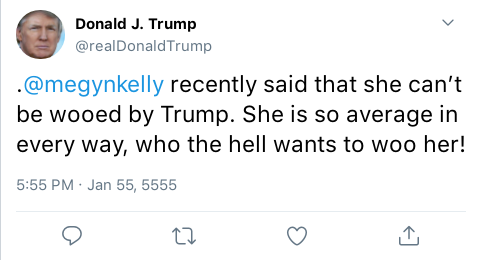 Donald J. Trump
@realDonaldTrump
.@megynkelly recently said that she can't
be wooed by Trump. She is so average in
every way, who the hell wants to woo her!
5:55 PM · Jan 55, 5555